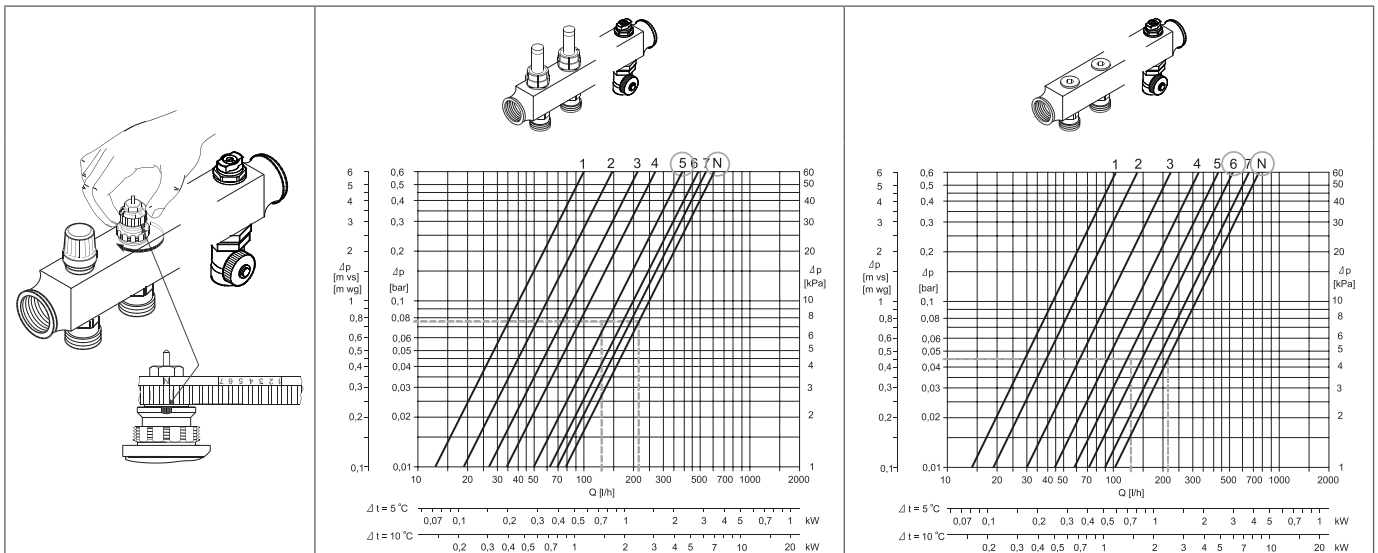 N 7 6 5 4 3 2 1
1 2 3 4 5 6 7 N
6 0,6 60
5 0,5 50
4 0,4 40
3 0,3 30
2 0,2 20
Δp Δp Δp
[m vs] [bar] [kPa]
[m wg]
1 0,1 10
0,8 0,08 8
0,6 0,06 6
0,5 0,05 5
0,4 0,04 4
0,3 0,03 3
0,2 0,02 2
0,1 0,01 1
10 20 30 40 50 70 100 200 300 400 500 700 1000 2000
Q [l/h]
Δ t = 5 °C 0,07 0,1 0,2 0,3 0,4 0,5 0,7 1 2 3 4 5 0,7 1 kW
Δ t = 10 °C 0,2 0,3 0,4 0,5 0,7 1 2 3 4 5 7 10 20 kW
1 2 3 4 5 6 7 N
6 0,6 60
5 0,5 50
4 0,4 40
3 0,3 30
2 0,2 20
Δp Δp Δp
[m vs] [bar] [kPa]
[m wg]
1 0,1 10
0,8 0,08 8
0,6 0,06 6
0,5 0,05 5
0,4 0,04 4
0,3 0,03 3
0,2 0,02 2
0,1 0,01 1
10 20 30 40 50 70 100 200 300 400 500 700 1000 2000
Q [l/h]
Δ t = 5 °C 0,07 0,1 0,2 0,3 0,4 0,5 0,7 1 2 3 4 5 0,7 1 kW
Δ t = 10 °C 0,2 0,3 0,4 0,5 0,7 1 2 3 4 5 7 10 20 kW